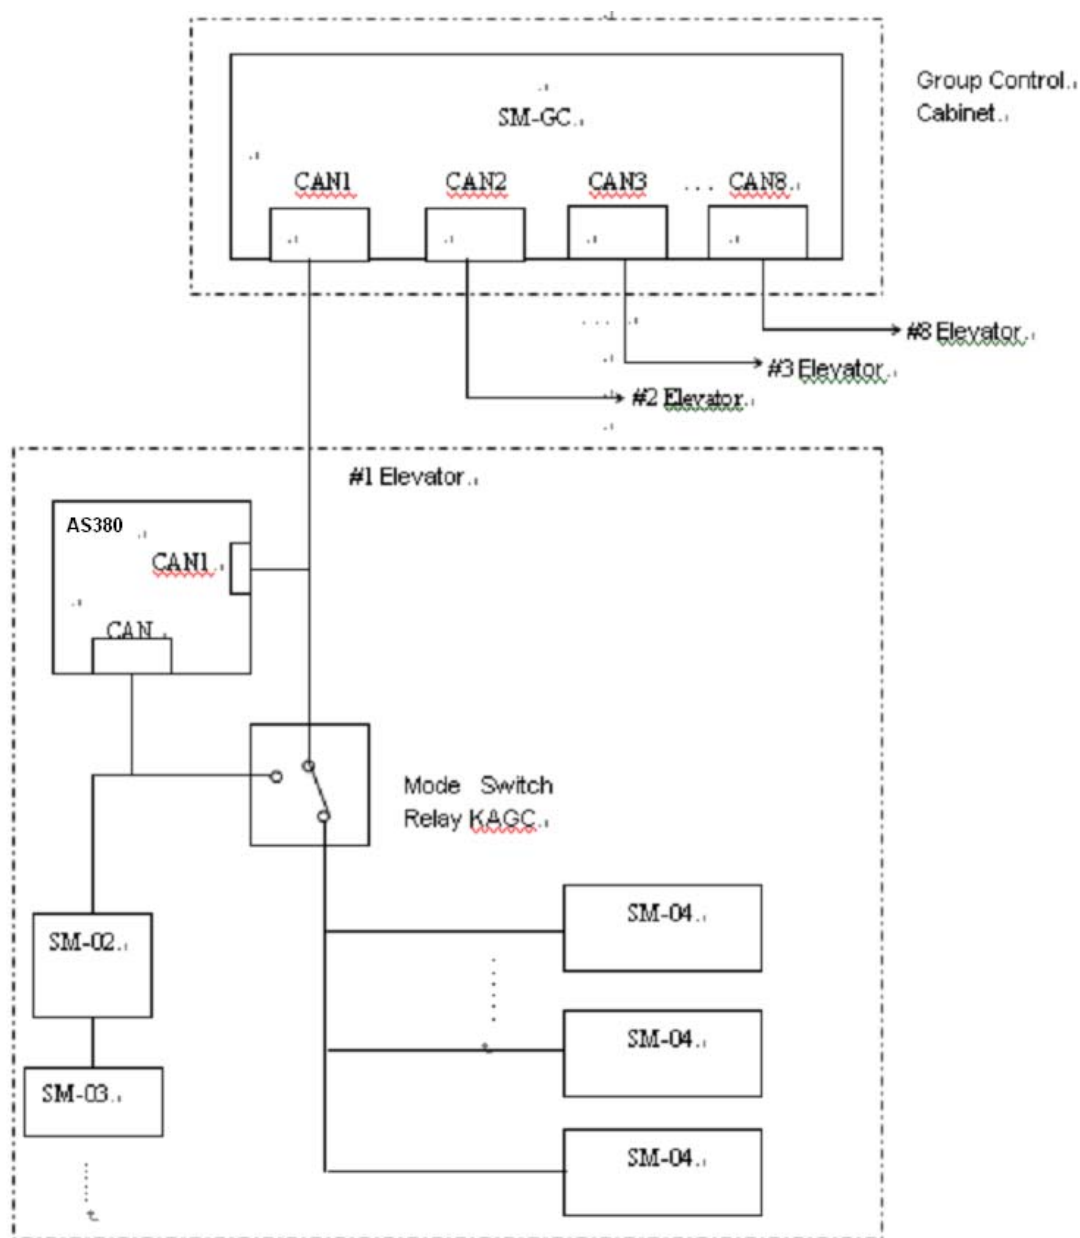 SM-GC
Group Control
Cabinet
CAN1 CAN2 CAN3 ... CAN8
#8 Elevator
.... 
#3 Elevator
#2 Elevator
#1 Elevator
AS380
CAN1
CAN
Mode Switch
Relay KAGC
SM-04
SM-02
SM-04
SM-03
SM-04